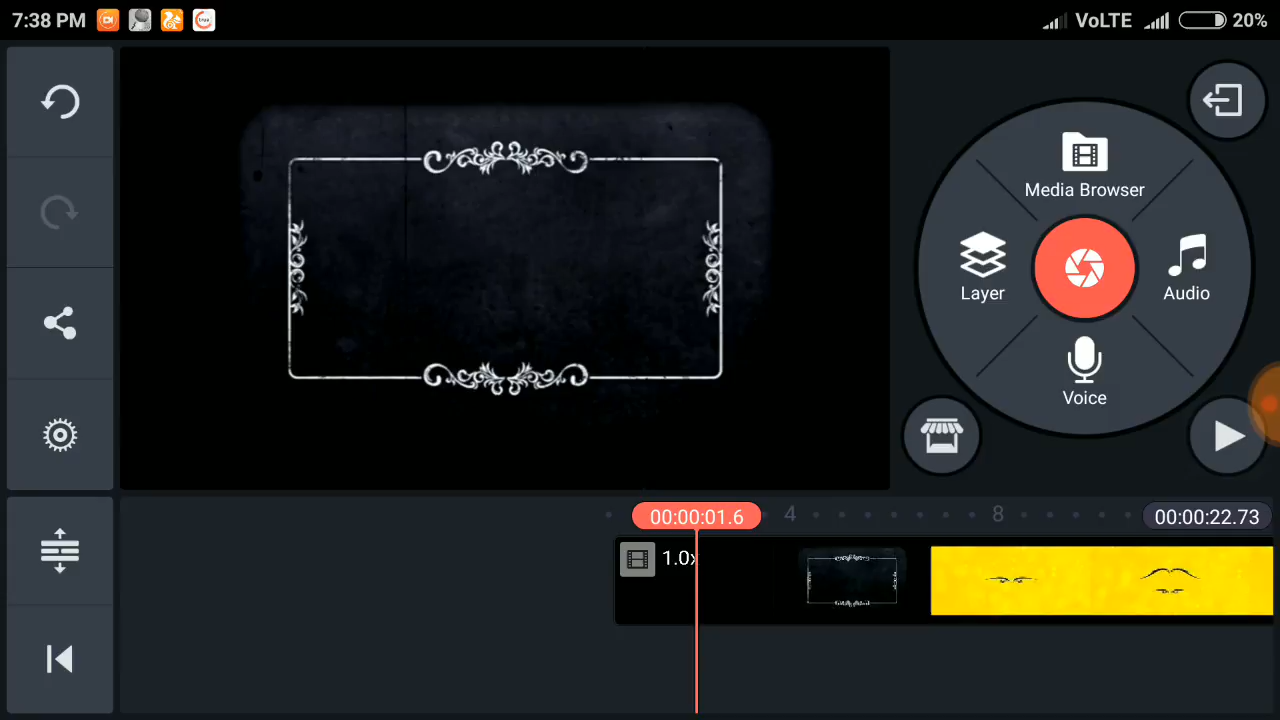 7:38 PM VoLTE 20%
Media Browser
Layer
Audio
Voice
00:00:01.6 4 8 00:00:22.73
1.0x